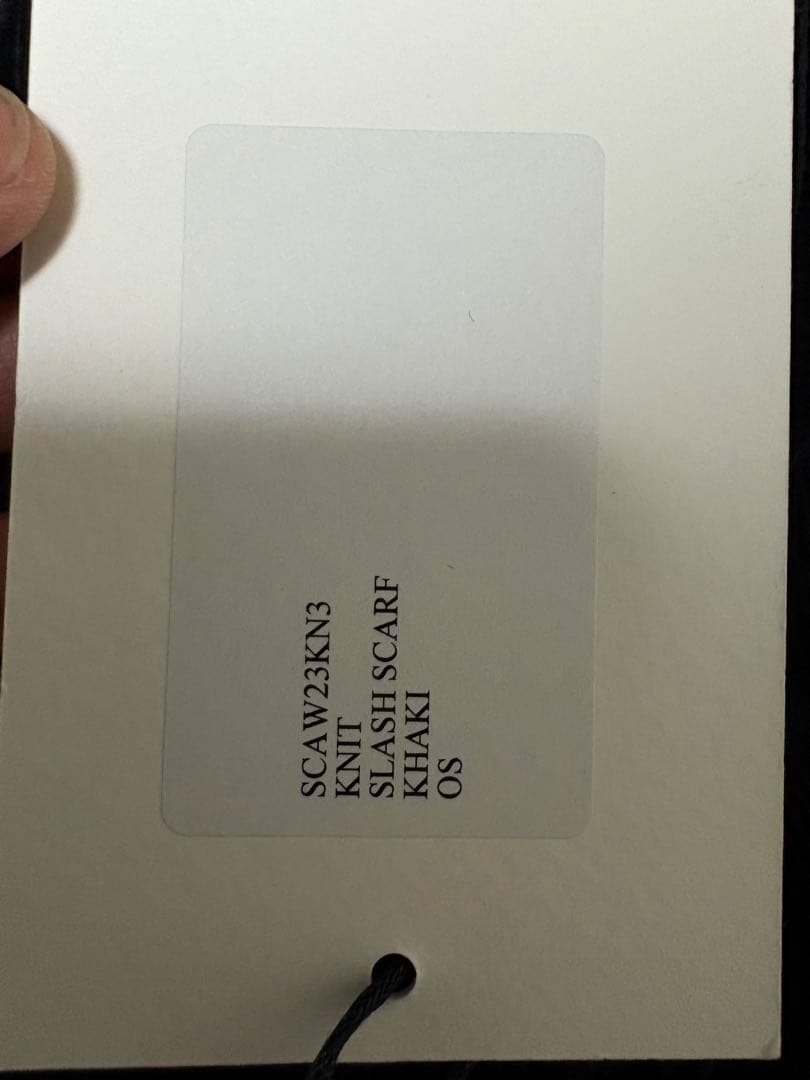 SCAW23KN3
KNIT
SLASH SCARF
KHAKI
OS